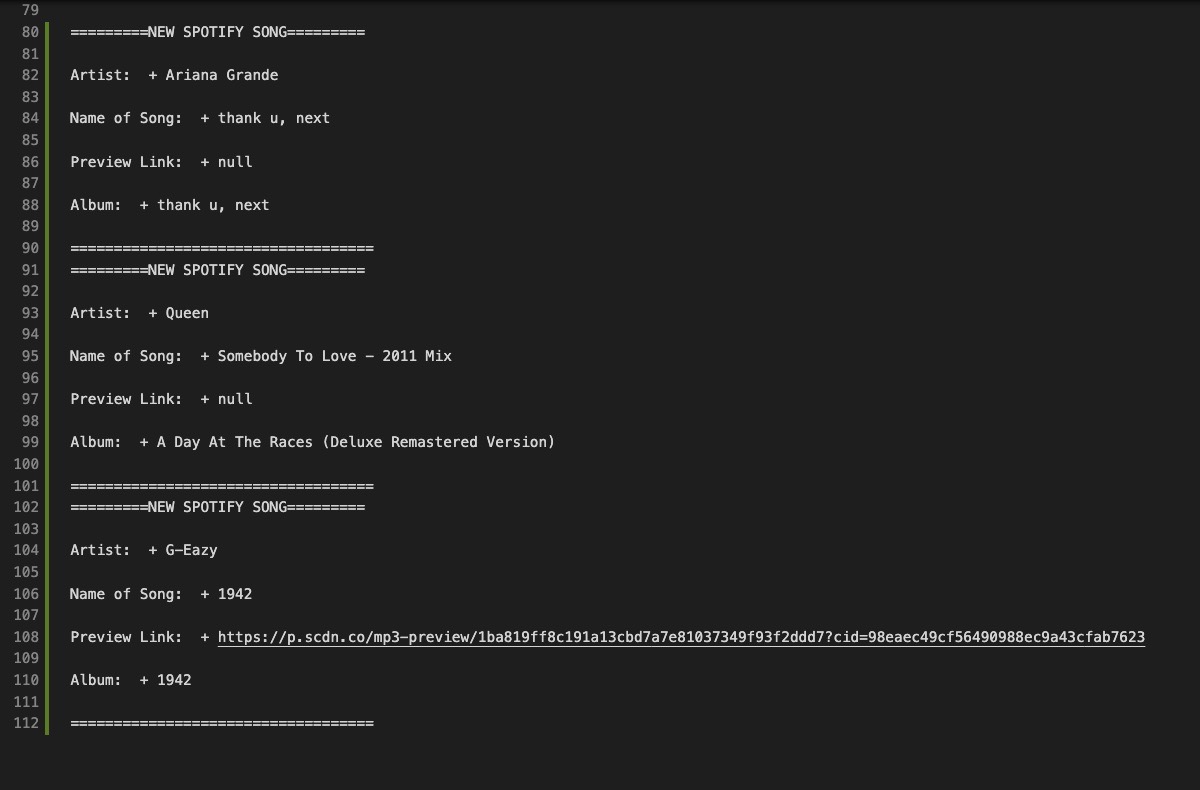 79
80 =========NEW SPOTIFY SONG=========
81
82 Artist:  + Ariana Grande
83
84 Name of Song:  + thank u, next
85
86 Preview Link:  + null
87
88 Album:  + thank u, next
89
90 ===================================
91 =========NEW SPOTIFY SONG=========
92
93 Artist:  + Queen
94
95 Name of Song:  + Somebody To Love - 2011 Mix
96
97 Preview Link:  + null
98
99 Album:  + A Day At The Races (Deluxe Remastered Version)
100
101 ===================================
102 =========NEW SPOTIFY SONG=========
103
104 Artist:  + G-Eazy
105
106 Name of Song:  + 1942
107
108 Preview Link:  + https://p.scdn.co/mp3-preview/1ba819ff8c191a13cbd7a7e81037349f93f2ddd7?cid=98eaec49cf56490988ec9a43cfab7623
109
110 Album:  + 1942
111
112 ===================================